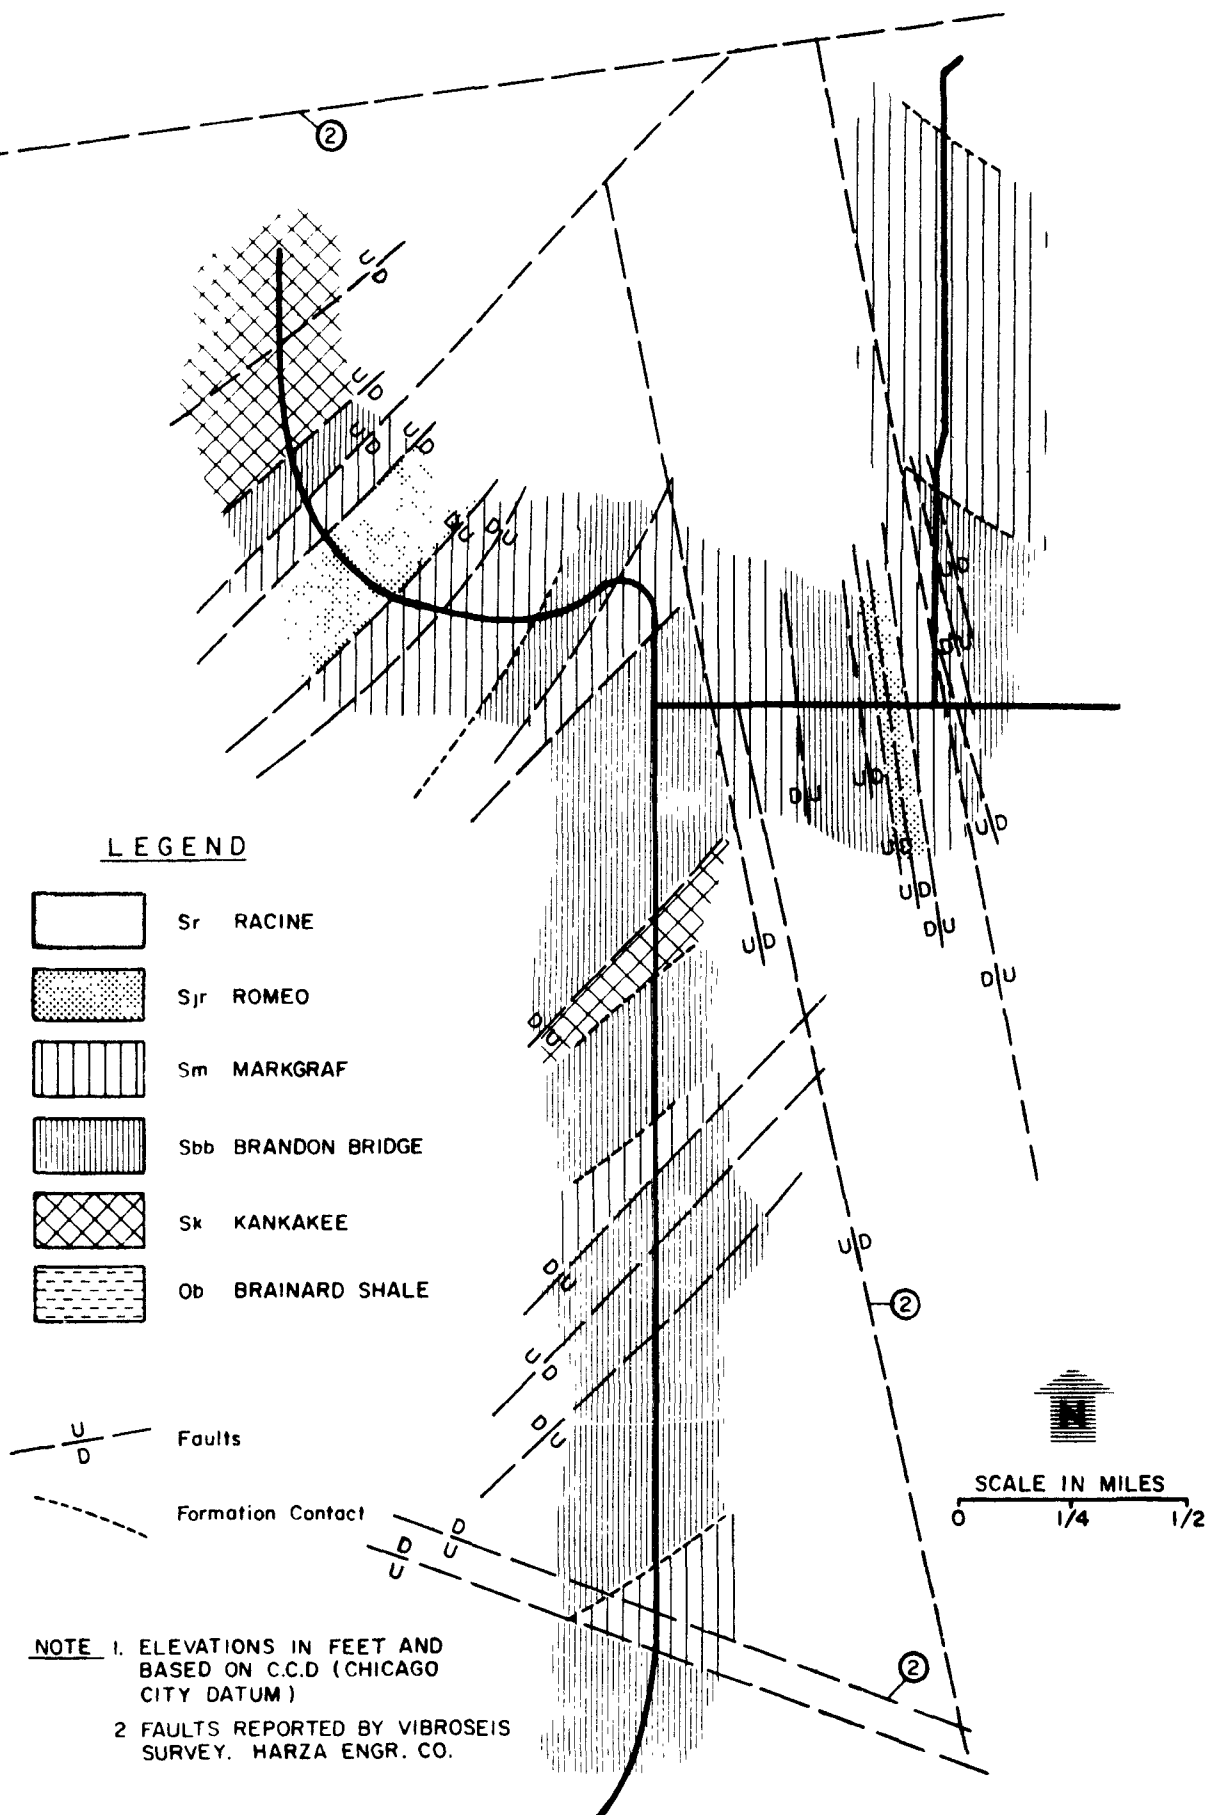 2
U D
U/D
U/D
U/D
D/U
D/U
U/D
D/U
D U
U D
U D
U D
U D
D U
U D
D U
D U
LEGEND
Sr RACINE
Sjr ROMEO
Sm MARKGRAF
Sbb BRANDON BRIDGE
Sk KANKAKEE
Ob BRAINARD SHALE
D/U
D/U
U D
D/U
U D
2
N
U
D
Faults
Formation Contact
SCALE IN MILES
0 1/4 1/2
D
U
D
U
2
NOTE 1. ELEVATIONS IN FEET AND
BASED ON C.C.D (CHICAGO
CITY DATUM)
2 FAULTS REPORTED BY VIBROSEIS
SURVEY. HARZA ENGR. CO.